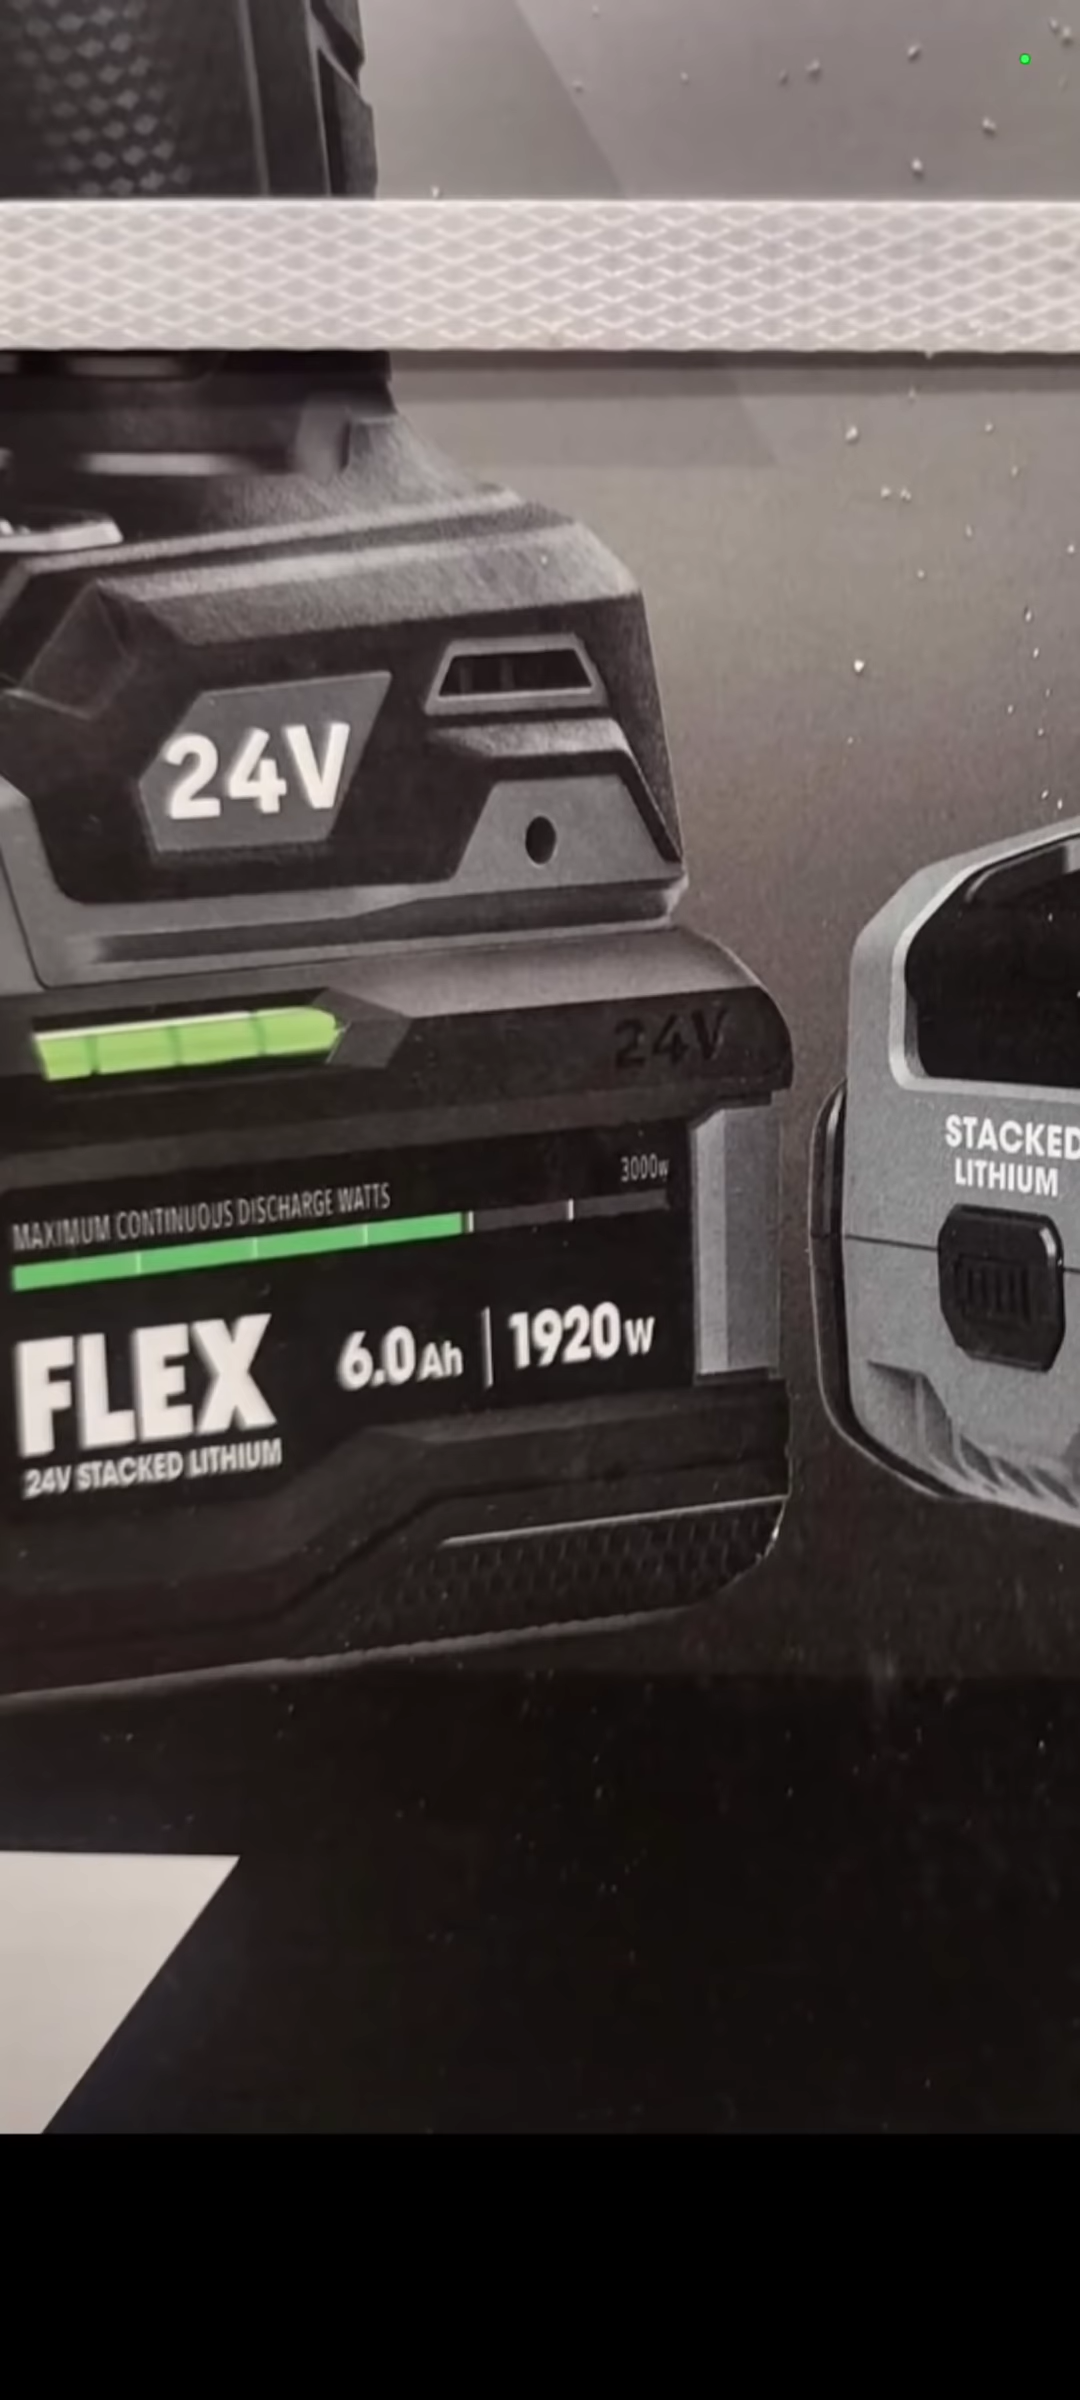 24V
24V
3000w
MAXIMUM CONTINUOUS DISCHARGE WATTS
FLEX
6.0Ah | 1920W
24V STACKED LITHIUM
STACKED
LITHIUM